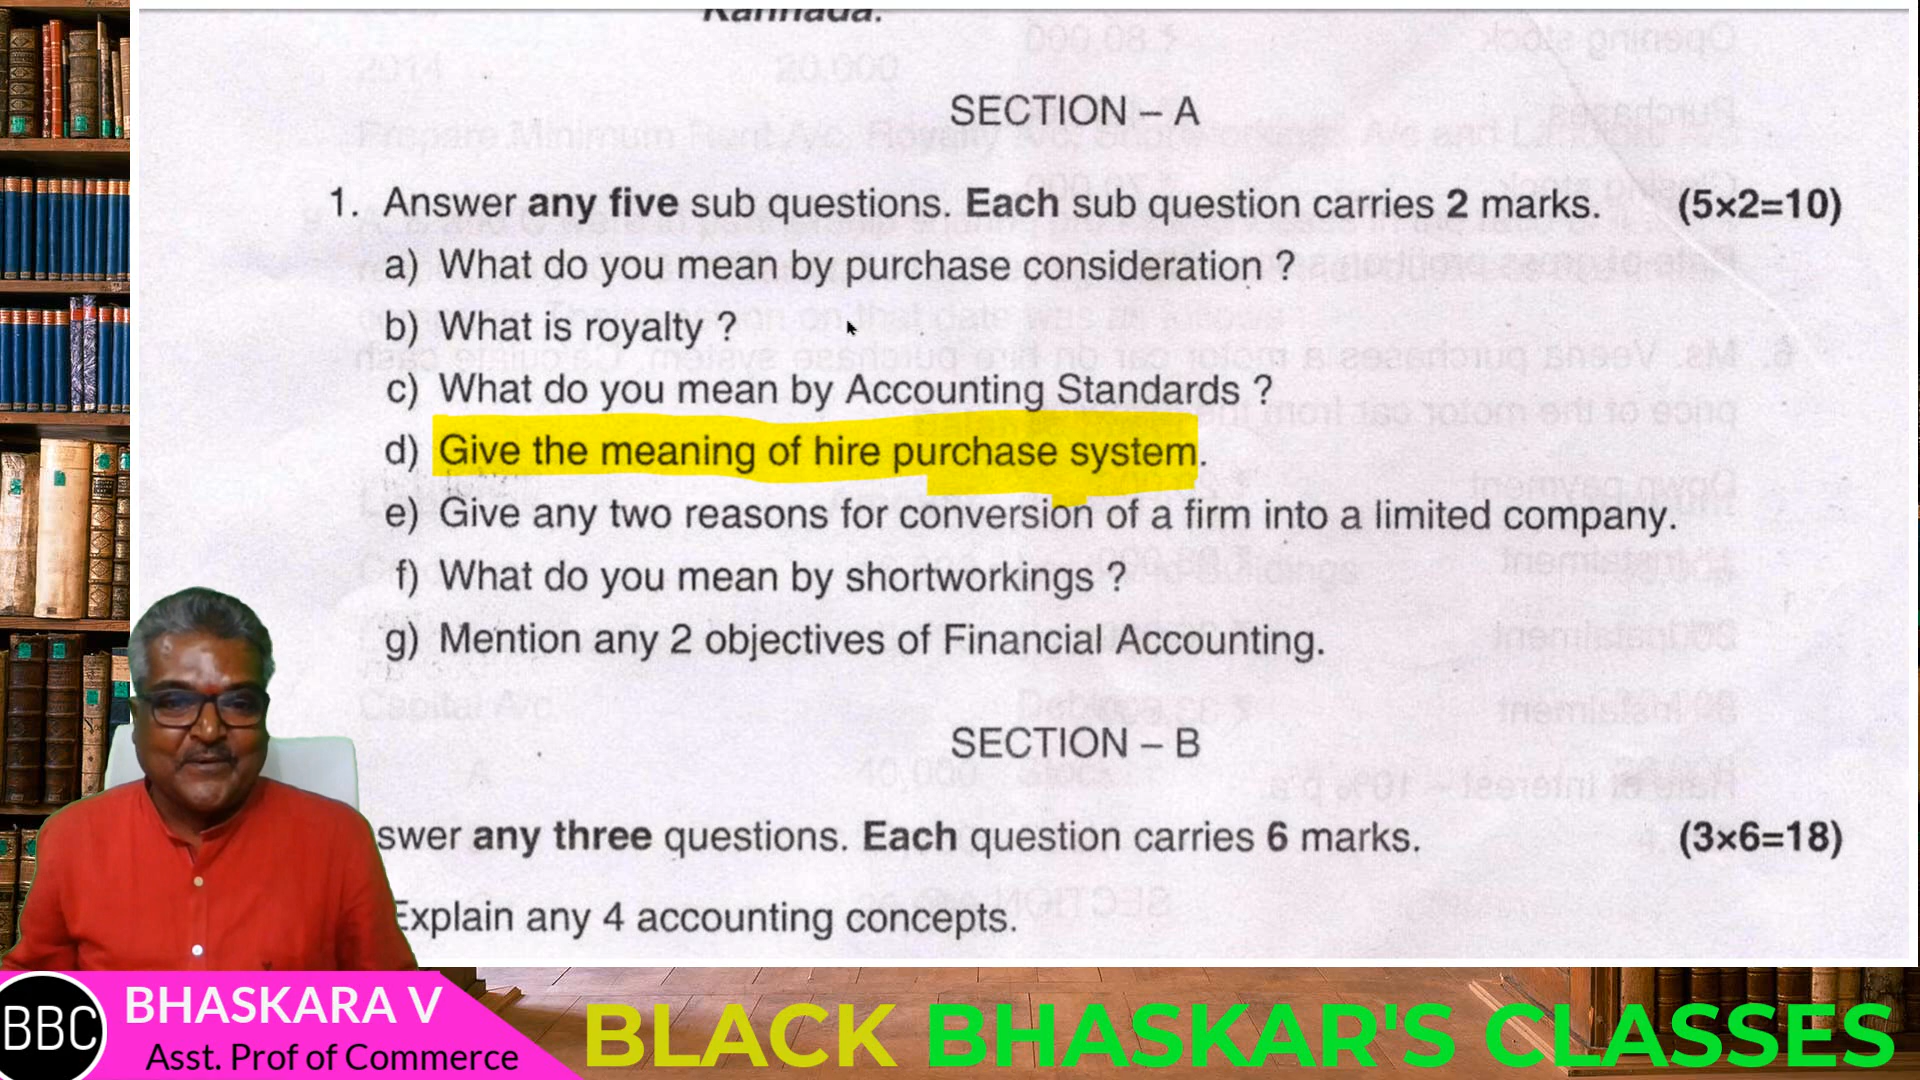 Kannada.
SECTION – A
1. Answer any five sub questions. Each sub question carries 2 marks. (5×2=10)
a) What do you mean by purchase consideration ?
b) What is royalty ?
c) What do you mean by Accounting Standards ?
d) Give the meaning of hire purchase system.
e) Give any two reasons for conversion of a firm into a limited company.
f) What do you mean by shortworkings ?
g) Mention any 2 objectives of Financial Accounting.
SECTION – B
swer any three questions. Each question carries 6 marks. (3×6=18)
Explain any 4 accounting concepts.
BBC
BHASKARA V
Asst. Prof of Commerce
BLACK BHASKAR'S CLASSES